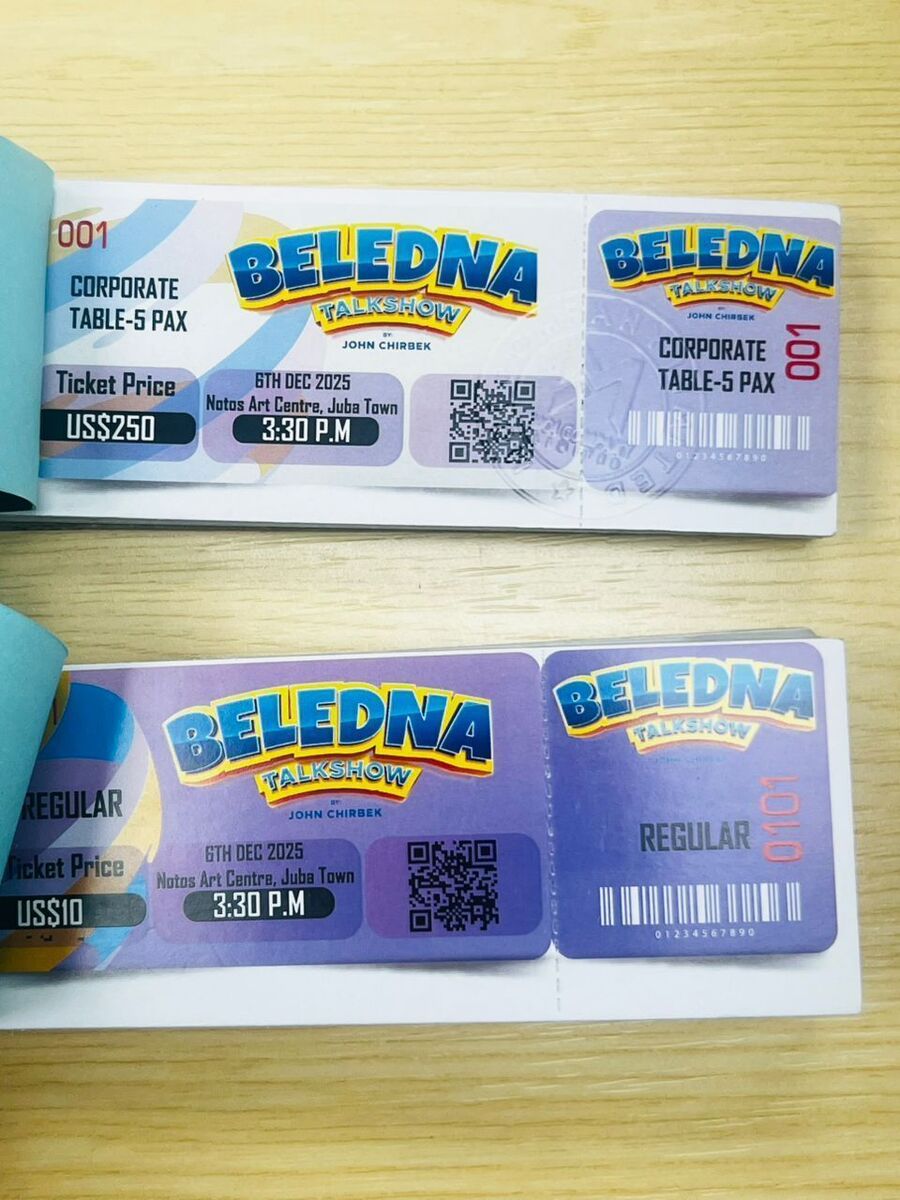 001
CORPORATE
TABLE-5 PAX
Ticket Price
US$250
BELEDNA
TALKSHOW
BY:
JOHN CHIRBEK
6TH DEC 2025
Notos Art Centre, Juba Town
3:30 P.M
BELEDNA
TALKSHOW
JOHN CHIRBEK
CORPORATE
TABLE-5 PAX
001
01234567890
REGULAR
Ticket Price
US$10
BELEDNA
TALKSHOW
BY:
JOHN CHIRBEK
6TH DEC 2025
Notos Art Centre, Juba Town
3:30 P.M
BELEDNA
TALKSHOW
REGULAR
0101
01234567890